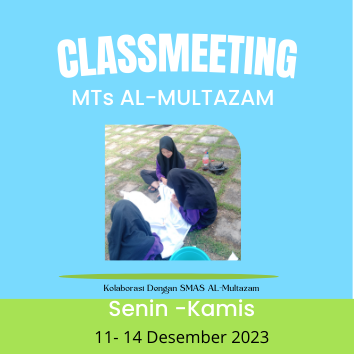 CLASSMEETING
MTs AL-MULTAZAM
Kolaborasi Dengan SMAS AL-Multazam
Senin -Kamis
11- 14 Desember 2023